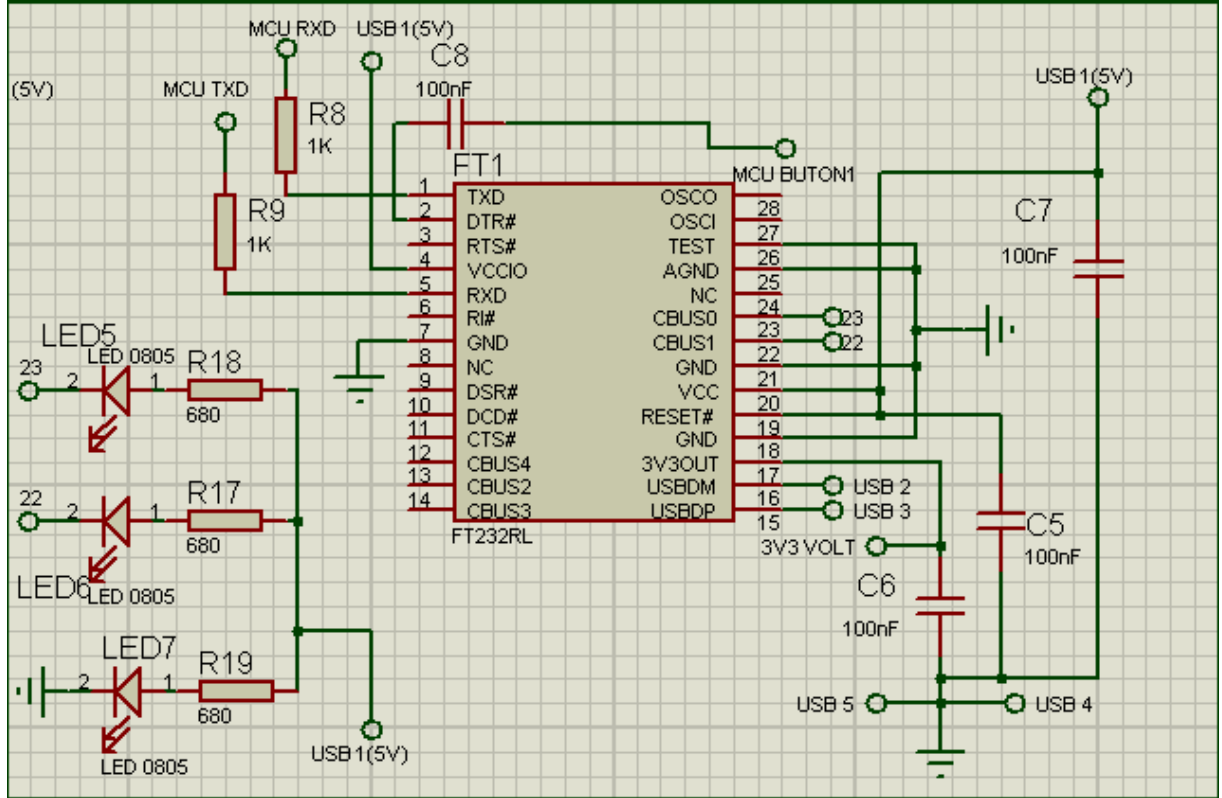 MCU RXD
USB 1(5V)
C8
100nF
(5V)
MCU TXD
USB 1(5V)
R8
1K
FT1
MCU BUTON1
R9
1K
C7
100nF
1
2
3
4
5
6
7
8
9
10
11
12
13
14
TXD
DTR#
RTS#
VCCIO
RXD
RI#
GND
NC
DSR#
DCD#
CTS#
CBUS4
CBUS2
CBUS3
OSCO
OSCI
TEST
AGND
NC
CBUS0
CBUS1
GND
VCC
RESET#
GND
3V3OUT
USBDM
USBDP
28
27
26
25
24
23
22
21
20
19
18
17
16
15
23
22
FT232RL
USB 2
USB 3
3V3 VOLT
C5
100nF
C6
100nF
USB 5
USB 4
LED5
LED 0805
R18
23
2
1
680
22
2
1
R17
680
LED6
LED 0805
LED7
R19
2
1
680
LED 0805
USB 1(5V)